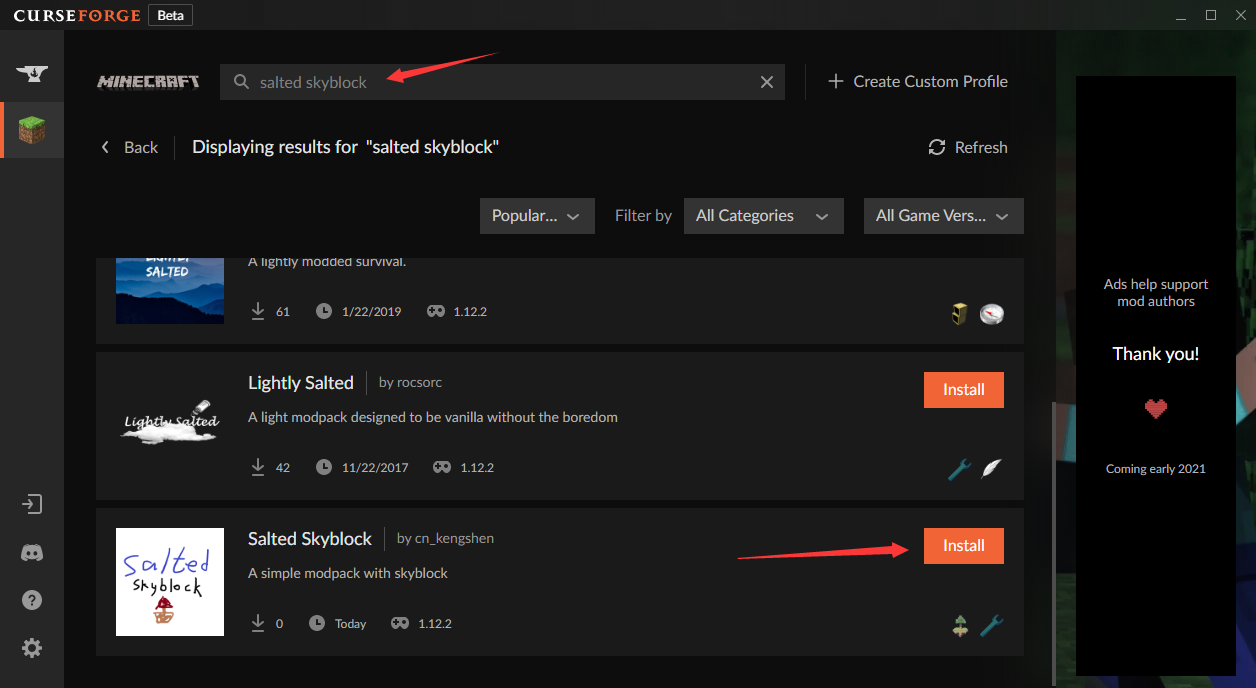 CURSEFORGE Beta
MINECRAFT
salted skyblock
Create Custom Profile
Back
Displaying results for "salted skyblock"
Refresh
Popular...
Filter by
All Categories
All Game Vers...
SALTED
A lightly modded survival.
61
1/22/2019
1.12.2
Lightly Salted
Lightly Salted
by rocsorc
Install
A light modpack designed to be vanilla without the boredom
42
11/22/2017
1.12.2
Salted
skyblock
Salted Skyblock
by cn_kengshen
Install
A simple modpack with skyblock
0
Today
1.12.2
Ads help support
mod authors
Thank you!
Coming early 2021